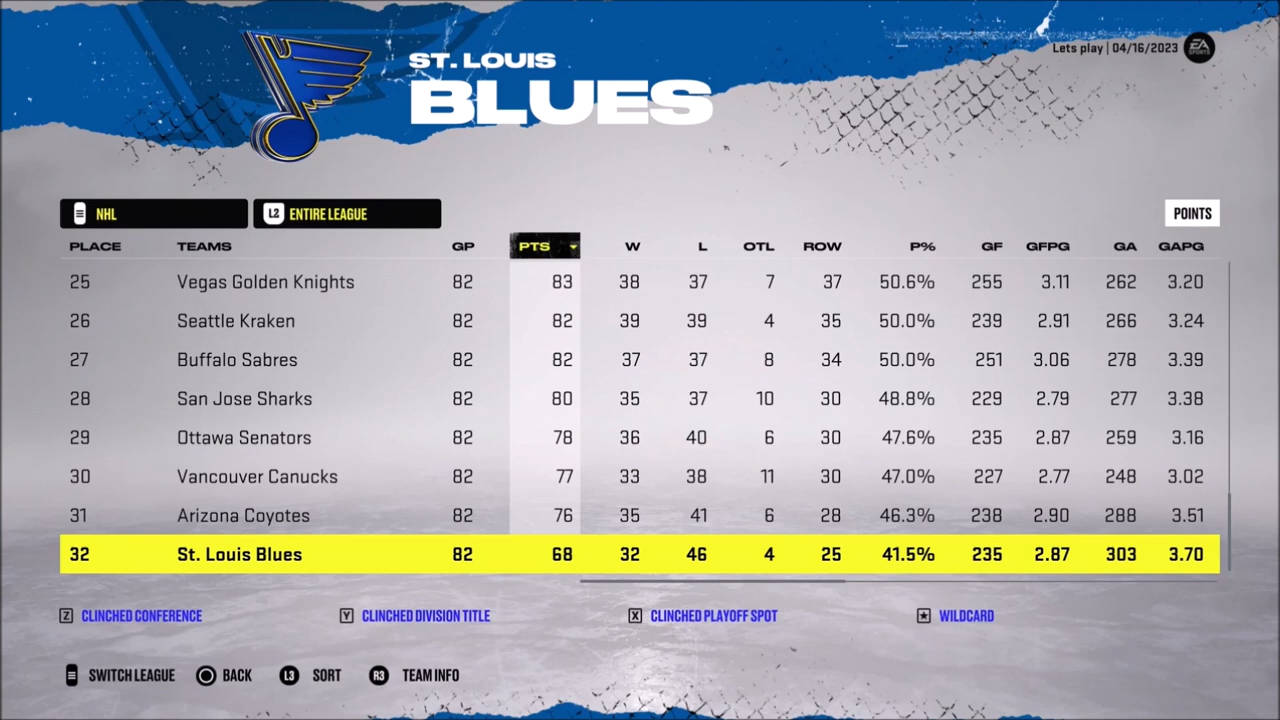 ST. LOUIS
BLUES
Lets play | 04/16/2023
EA SPORTS
NHL
L2 ENTIRE LEAGUE
POINTS
PLACE TEAMS GP PTS W L OTL ROW P% GF GFPG GA GAPG
25 Vegas Golden Knights 82 83 38 37 7 37 50.6% 255 3.11 262 3.20
26 Seattle Kraken 82 82 39 39 4 35 50.0% 239 2.91 266 3.24
27 Buffalo Sabres 82 82 37 37 8 34 50.0% 251 3.06 278 3.39
28 San Jose Sharks 82 80 35 37 10 30 48.8% 229 2.79 277 3.38
29 Ottawa Senators 82 78 36 40 6 30 47.6% 235 2.87 259 3.16
30 Vancouver Canucks 82 77 33 38 11 30 47.0% 227 2.77 248 3.02
31 Arizona Coyotes 82 76 35 41 6 28 46.3% 238 2.90 288 3.51
32 St. Louis Blues 82 68 32 46 4 25 41.5% 235 2.87 303 3.70
Z CLINCHED CONFERENCE Y CLINCHED DIVISION TITLE X CLINCHED PLAYOFF SPOT ★ WILDCARD
SWITCH LEAGUE BACK L3 SORT R3 TEAM INFO